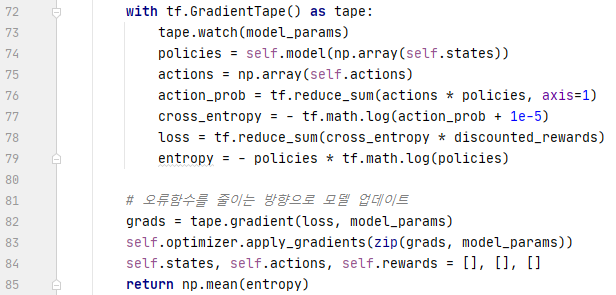 72 with tf.GradientTape() as tape:
73 tape.watch(model_params)
74 policies = self.model(np.array(self.states))
75 actions = np.array(self.actions)
76 action_prob = tf.reduce_sum(actions * policies, axis=1)
77 cross_entropy = - tf.math.log(action_prob + 1e-5)
78 loss = tf.reduce_sum(cross_entropy * discounted_rewards)
79 entropy = - policies * tf.math.log(policies)
80
81 # 오류함수를 줄이는 방향으로 모델 업데이트
82 grads = tape.gradient(loss, model_params)
83 self.optimizer.apply_gradients(zip(grads, model_params))
84 self.states, self.actions, self.rewards = [], [], []
85 return np.mean(entropy)